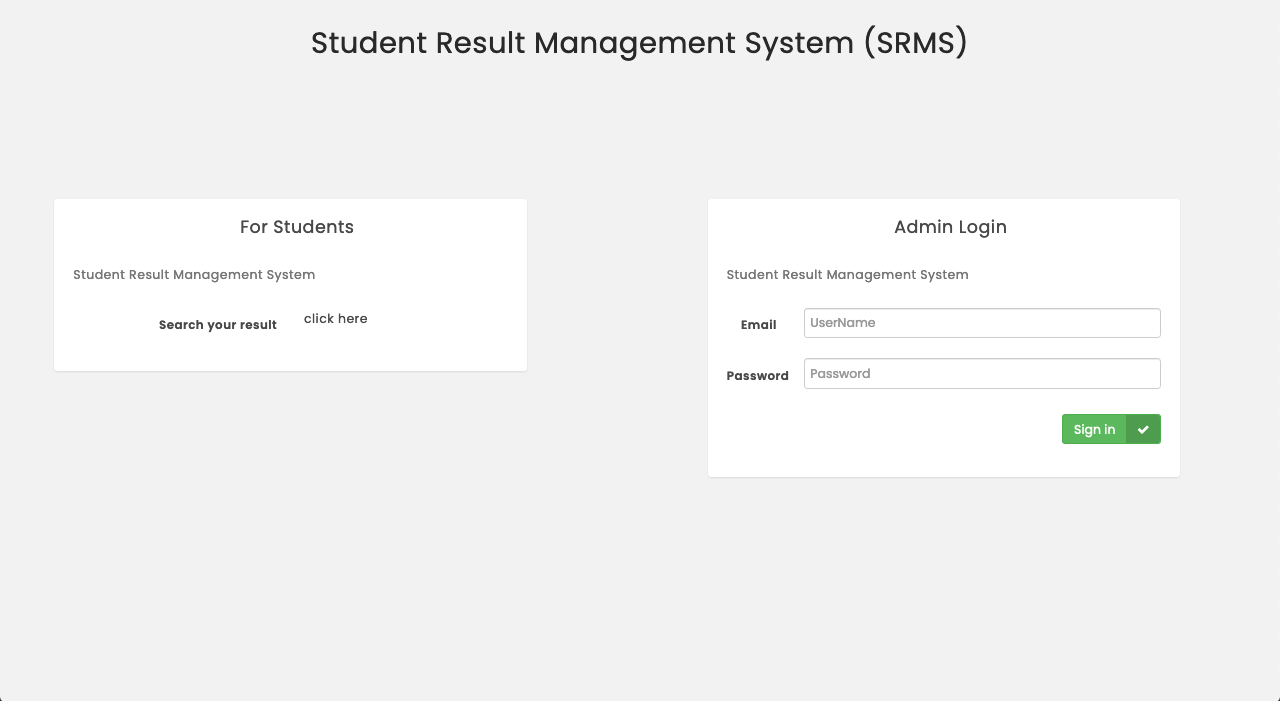 Student Result Management System (SRMS)
For Students
Student Result Management System
Search your result click here
Admin Login
Student Result Management System
Email UserName
Password Password
Sign in